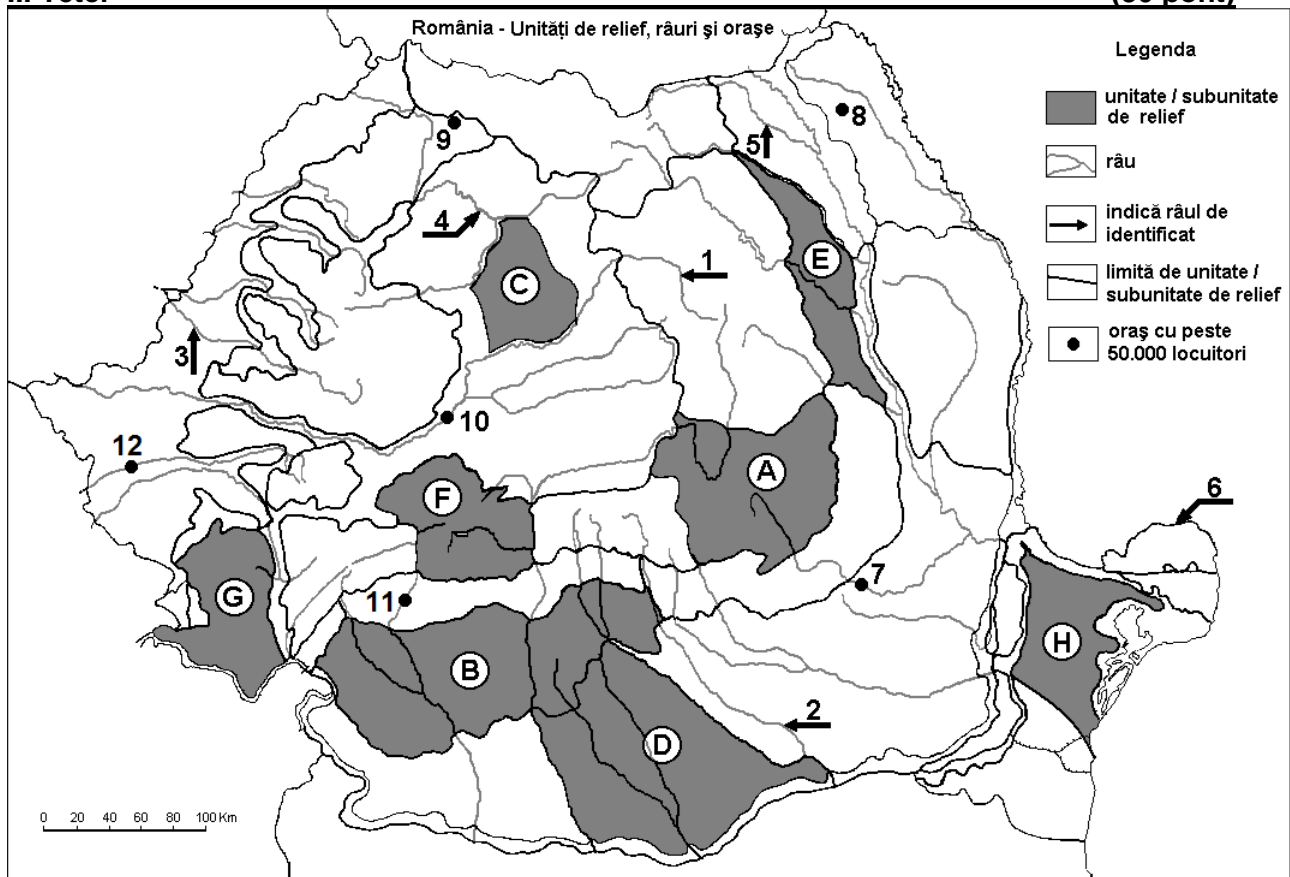 (30 p
România - Unități de relief, râuri și orașe
Legenda
unitate / subunitate
de relief
râu
indică râul de
identificat
limită de unitate /
subunitate de relief
oraș cu peste
50.000 locuitori
9
8
5
4
C
E
1
3
10
12
A
F
6
7
G
11
B
H
2
D
0 20 40 60 80 100 Km